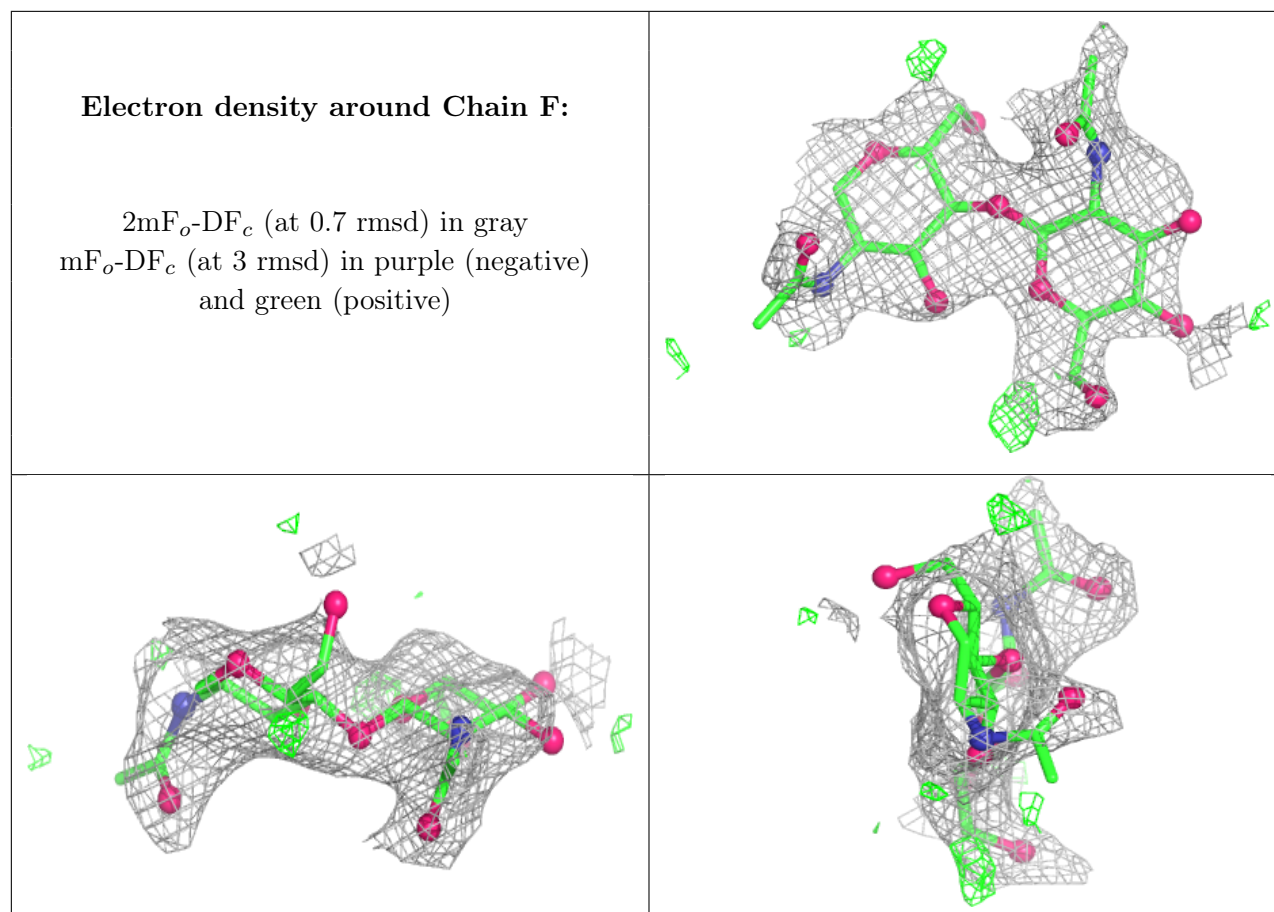 Electron density around Chain F:
2mFₒ-DF𝒸 (at 0.7 rmsd) in gray
mFₒ-DF𝒸 (at 3 rmsd) in purple (negative)
and green (positive)